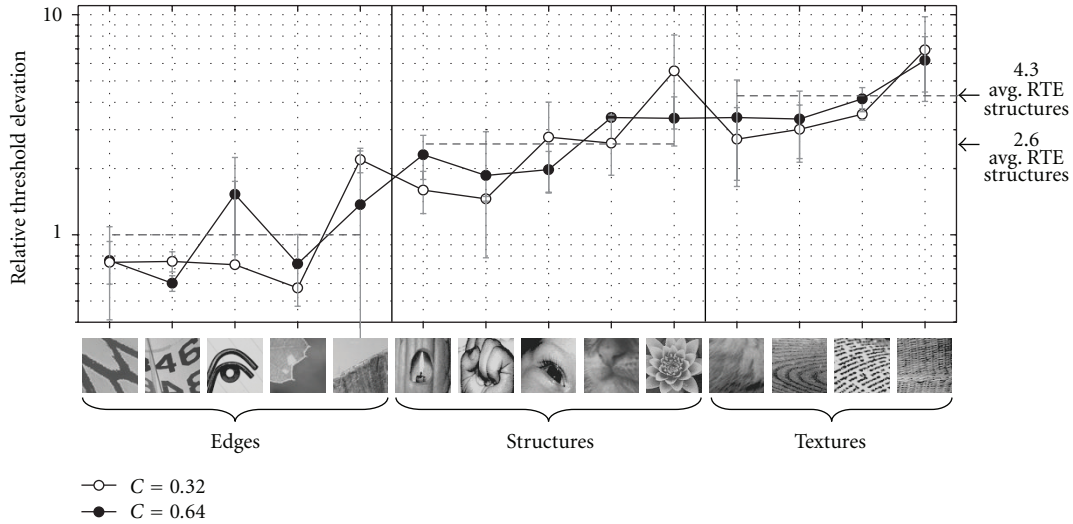 10
1
Relative threshold elevation
4.3
avg. RTE
structures
2.6
avg. RTE
structures
346
Edges
Structures
Textures
C = 0.32
C = 0.64